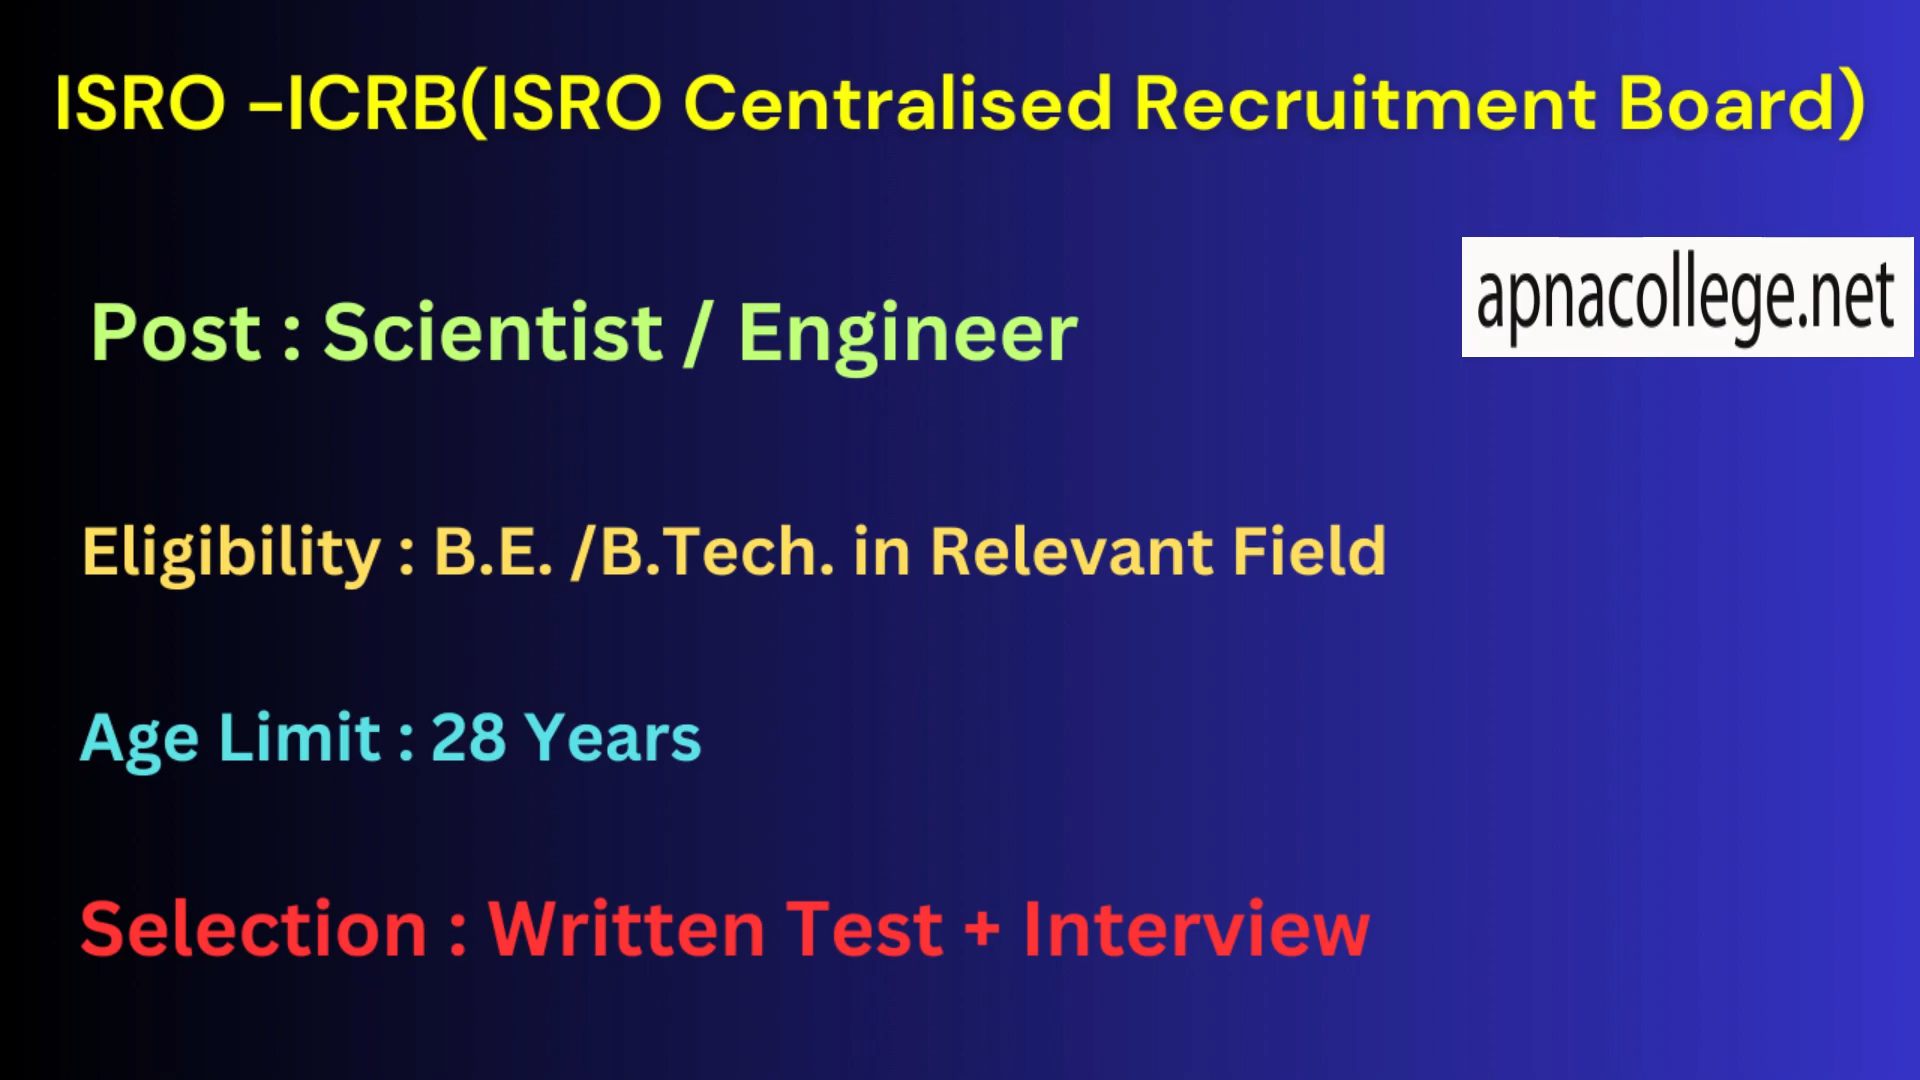 ISRO –ICRB(ISRO Centralised Recruitment Board)
apnacollege.net
Post : Scientist / Engineer
Eligibility : B.E. /B.Tech. in Relevant Field
Age Limit : 28 Years
Selection : Written Test + Interview